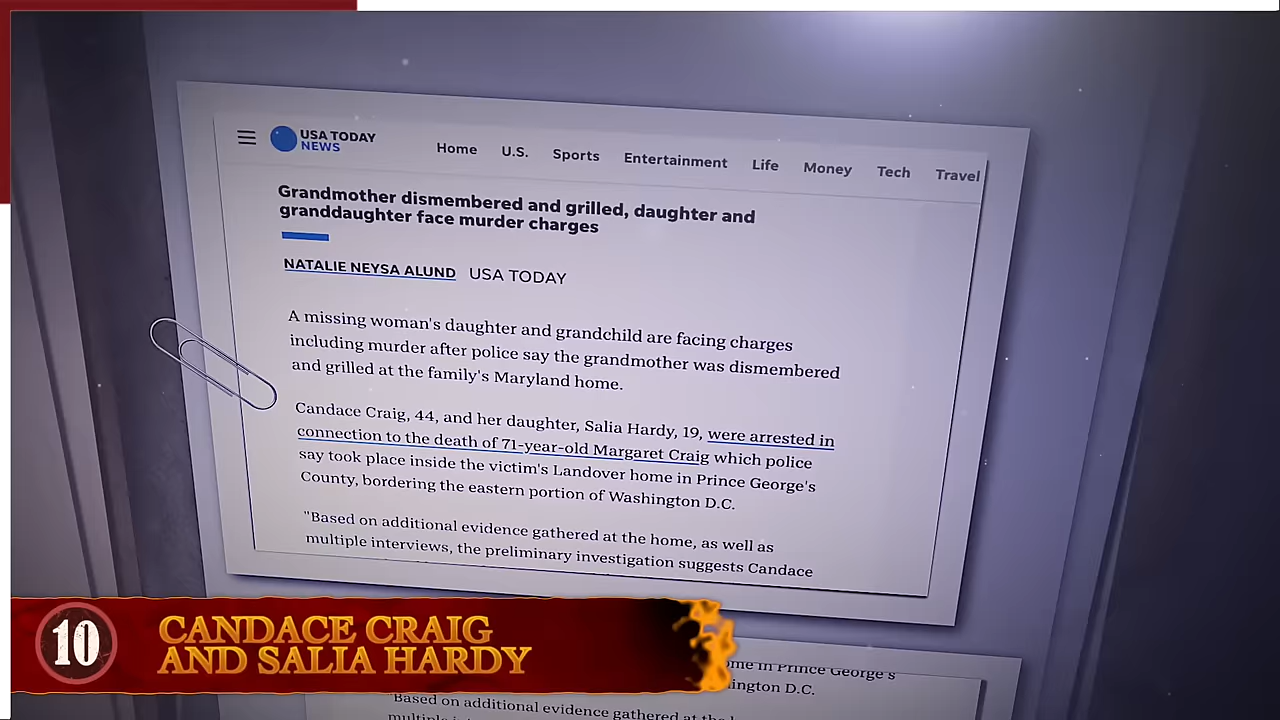 USA TODAY
NEWS
Home U.S. Sports Entertainment Life Money Tech Travel
Grandmother dismembered and grilled, daughter and
granddaughter face murder charges
NATALIE NEYSA ALUND USA TODAY
A missing woman's daughter and grandchild are facing charges
including murder after police say the grandmother was dismembered
and grilled at the family's Maryland home.
Candace Craig, 44, and her daughter, Salia Hardy, 19, were arrested in
connection to the death of 71-year-old Margaret Craig which police
say took place inside the victim's Landover home in Prince George's
County, bordering the eastern portion of Washington D.C.
"Based on additional evidence gathered at the home, as well as
multiple interviews, the preliminary investigation suggests Candace
10
CANDACE CRAIG
AND SALIA HARDY
in Prince George's
D.C.
"Based on additional evidence gathered at the